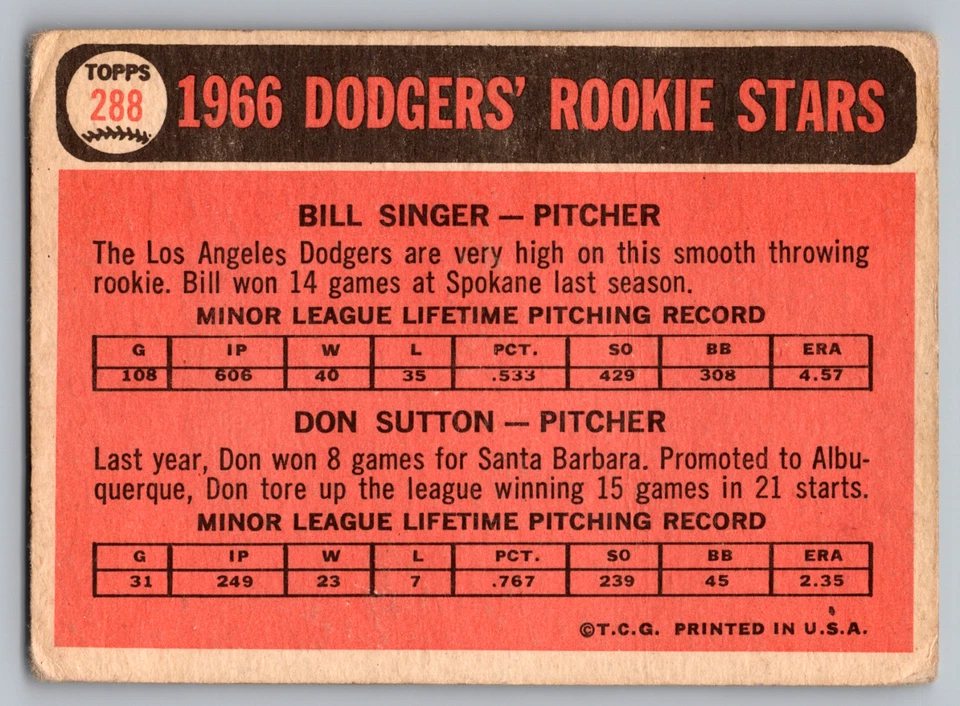 TOPPS
288
1966 DODGERS' ROOKIE STARS
BILL SINGER — PITCHER
The Los Angeles Dodgers are very high on this smooth throwing
rookie. Bill won 14 games at Spokane last season.
MINOR LEAGUE LIFETIME PITCHING RECORD
G IP W L PCT. SO BB ERA
108 606 40 35 .533 429 308 4.57
DON SUTTON — PITCHER
Last year, Don won 8 games for Santa Barbara. Promoted to Albu-
querque, Don tore up the league winning 15 games in 21 starts.
MINOR LEAGUE LIFETIME PITCHING RECORD
G IP W L PCT. SO BB ERA
31 249 23 7 .767 239 45 2.35
©T.C.G. PRINTED IN U.S.A.